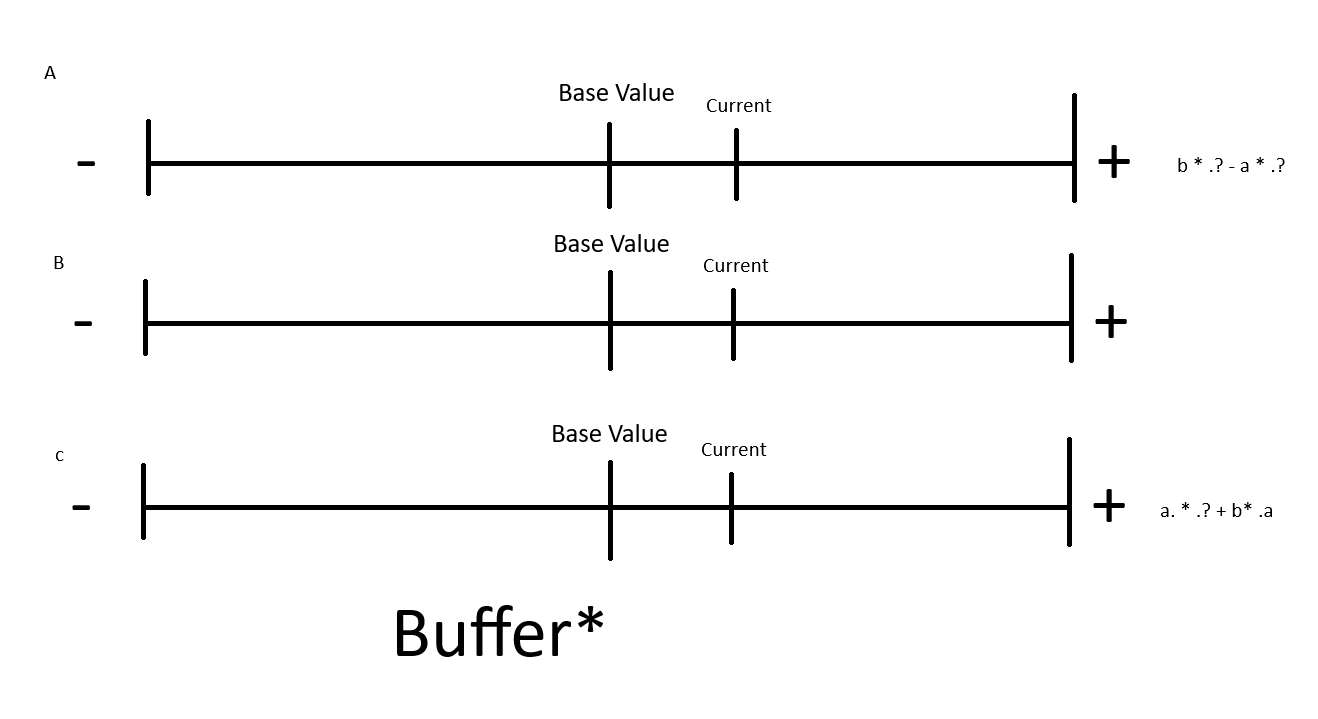 A
Base Value
Current
- + b * .? - a * .?
Base Value
B
Current
- +
Base Value
c
Current
- + a. * .? + b* .a
Buffer*